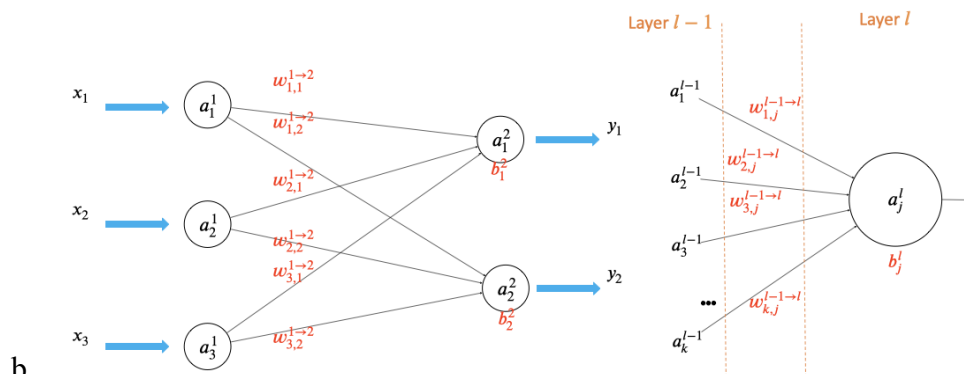 Layer l − 1
Layer l
x₁
a₁¹
w₁,₁¹→²
w₁,₂¹→²
a₁²
b₁²
y₁
x₂
a₂¹
w₂,₁¹→²
w₂,₂¹→²
w₃,₁¹→²
a₂²
b₂²
y₂
x₃
a₃¹
w₃,₂¹→²
a₁ˡ⁻¹
w₁,ⱼˡ⁻¹→ˡ
a₂ˡ⁻¹
w₂,ⱼˡ⁻¹→ˡ
w₃,ⱼˡ⁻¹→ˡ
a₃ˡ⁻¹
aⱼˡ
bⱼˡ
...
wₖ,ⱼˡ⁻¹→ˡ
aₖˡ⁻¹
b